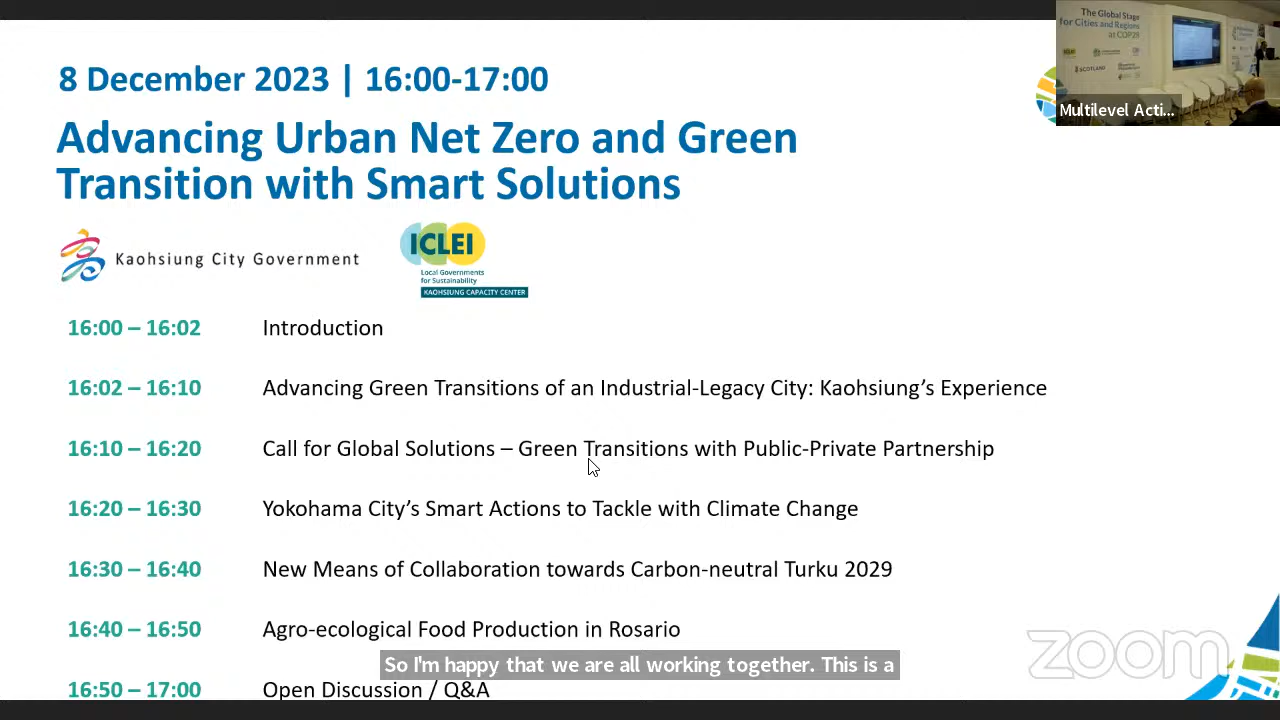 8 December 2023 | 16:00-17:00
Advancing Urban Net Zero and Green
Transition with Smart Solutions
Kaohsiung City Government
ICLEI
Local Governments
for Sustainability
KAOHSIUNG CAPACITY CENTER
16:00 – 16:02 Introduction
16:02 – 16:10 Advancing Green Transitions of an Industrial-Legacy City: Kaohsiung’s Experience
16:10 – 16:20 Call for Global Solutions – Green Transitions with Public-Private Partnership
16:20 – 16:30 Yokohama City’s Smart Actions to Tackle with Climate Change
16:30 – 16:40 New Means of Collaboration towards Carbon-neutral Turku 2029
16:40 – 16:50 Agro-ecological Food Production in Rosario
16:50 – 17:00 Open Discussion / Q&A
So I'm happy that we are all working together. This is a
The Global Stage
for Cities and Regions
at COP28
SCOTLAND
Multilevel Acti...
zoom